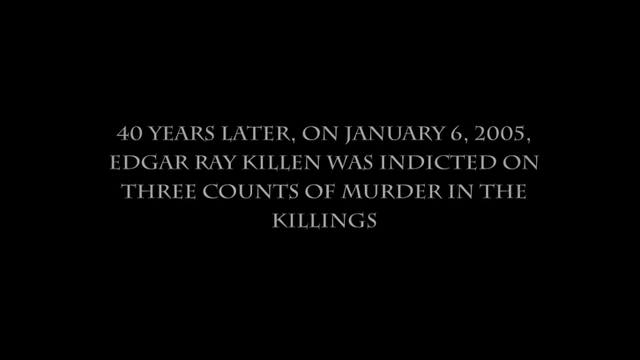 40 YEARS LATER, ON JANUARY 6, 2005,
EDGAR RAY KILLEN WAS INDICTED ON
THREE COUNTS OF MURDER IN THE
KILLINGS